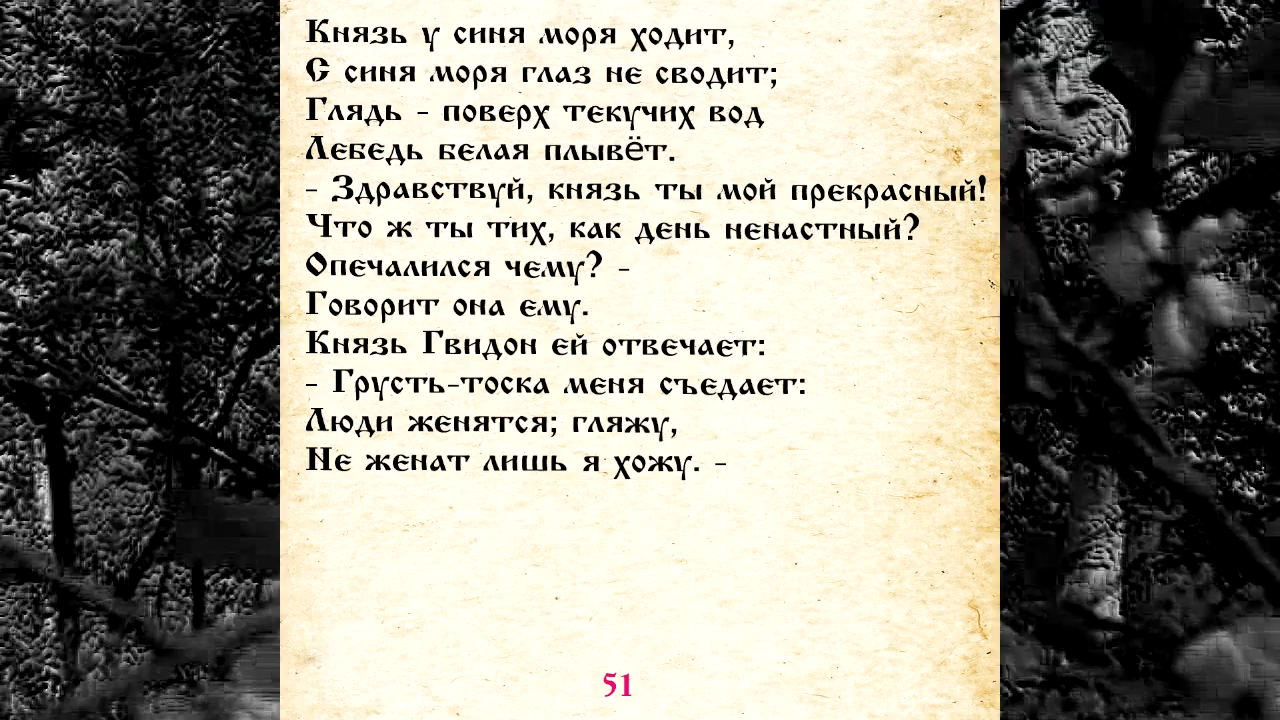 Князь у синя моря ходит,
С синя моря глаз не сводит;
Глядь - поверх текучих вод
Лебедь белая плывёт.
- Здравствуй, князь ты мой прекрасный!
Что ж ты тих, как день ненастный?
Опечалился чему? -
Говорит она ему.
Князь Гвидон ей отвечает:
- Грусть-тоска меня съедает:
Люди женятся; гляжу,
Не женат лишь я хожу. -
51